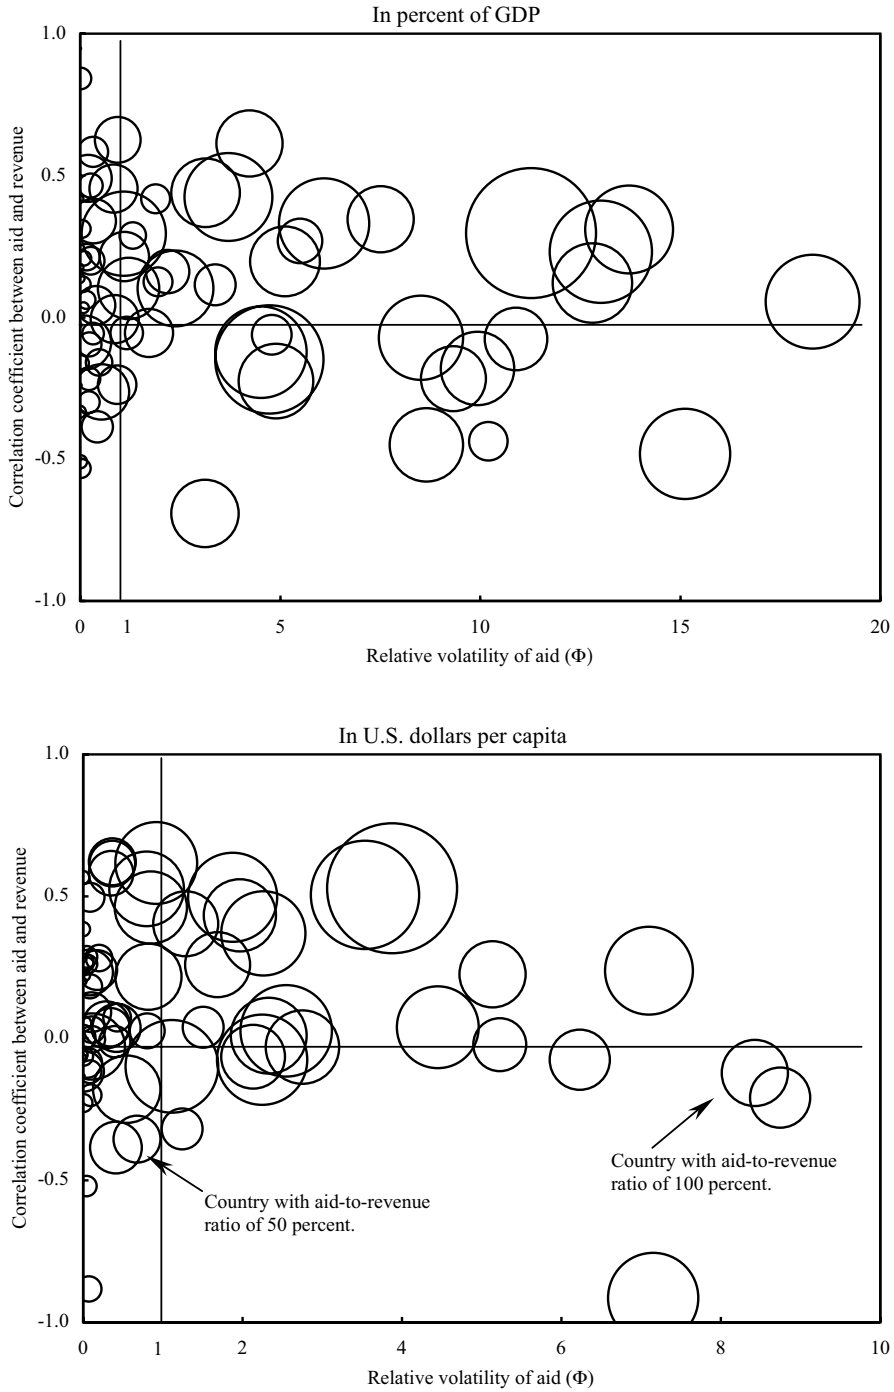 In percent of GDP
1.0
0.5
0.0
-0.5
-1.0
Correlation coefficient between aid and revenue
0 1 5 10 15 20
Relative volatility of aid (Φ)
In U.S. dollars per capita
1.0
0.5
0.0
-0.5
-1.0
Correlation coefficient between aid and revenue
Country with aid-to-revenue
ratio of 100 percent.
Country with aid-to-revenue
ratio of 50 percent.
0 1 2 4 6 8 10
Relative volatility of aid (Φ)